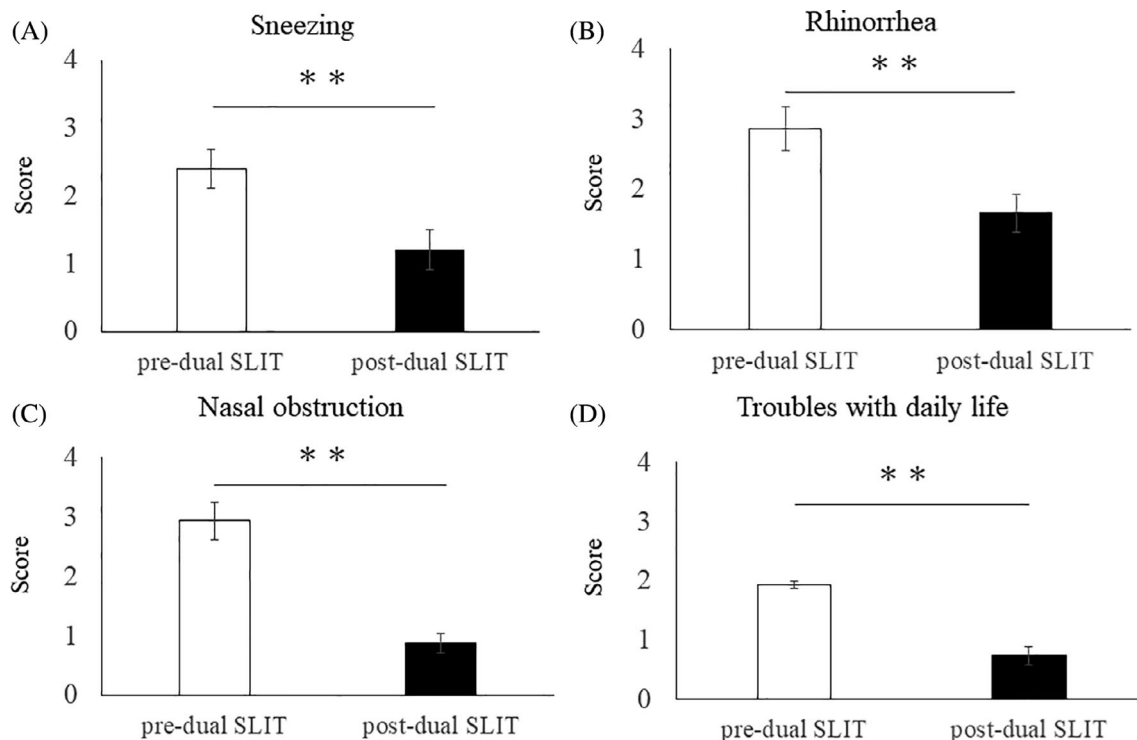 (A)
Sneezing
4
3
2
1
0
Score
* *
pre-dual SLIT
post-dual SLIT
(B)
Rhinorrhea
4
3
2
1
0
Score
* *
pre-dual SLIT
post-dual SLIT
(C)
Nasal obstruction
4
3
2
1
0
Score
* *
pre-dual SLIT
post-dual SLIT
(D)
Troubles with daily life
4
3
2
1
0
Score
* *
pre-dual SLIT
post-dual SLIT